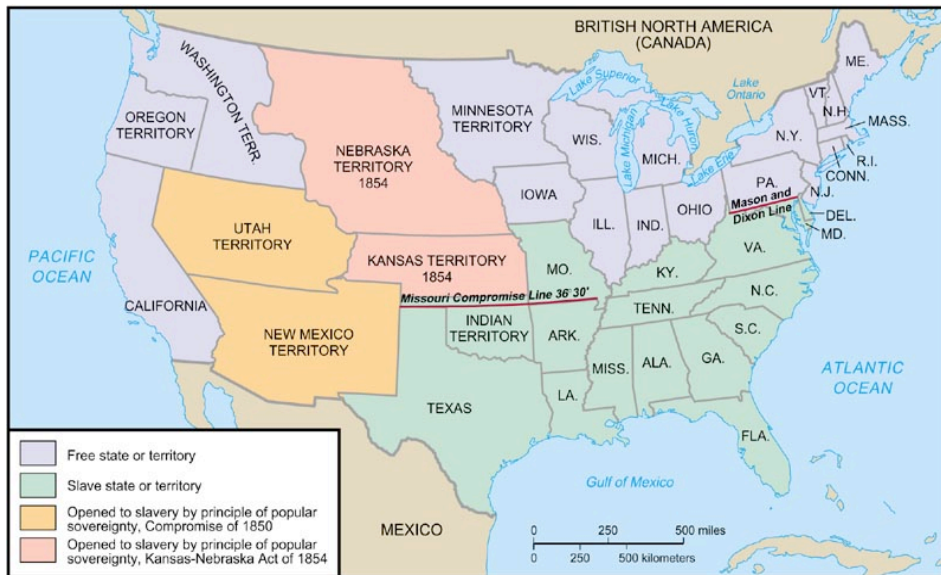 BRITISH NORTH AMERICA
(CANADA)
WASHINGTON TERR.
OREGON
TERRITORY
NEBRASKA
TERRITORY
1854
MINNESOTA
TERRITORY
Lake Superior
Lake Michigan
Lake Huron
Lake
Ontario
Lake Erie
ME.
VT.
N.H.
MASS.
N.Y.
R.I.
CONN.
WIS.
MICH.
IOWA
PA.
N.J.
Mason and
Dixon Line
DEL.
MD.
ILL.
IND.
OHIO
UTAH
TERRITORY
KANSAS TERRITORY
1854
MO.
KY.
VA.
PACIFIC
OCEAN
CALIFORNIA
Missouri Compromise Line 36°30'
NEW MEXICO
TERRITORY
INDIAN
TERRITORY
ARK.
TENN.
N.C.
S.C.
MISS.
ALA.
GA.
ATLANTIC
OCEAN
TEXAS
LA.
FLA.
Gulf of Mexico
MEXICO
Free state or territory
Slave state or territory
Opened to slavery by principle of popular
sovereignty, Compromise of 1850
Opened to slavery by principle of popular
sovereignty, Kansas-Nebraska Act of 1854
0 250 500 miles
0 250 500 kilometers